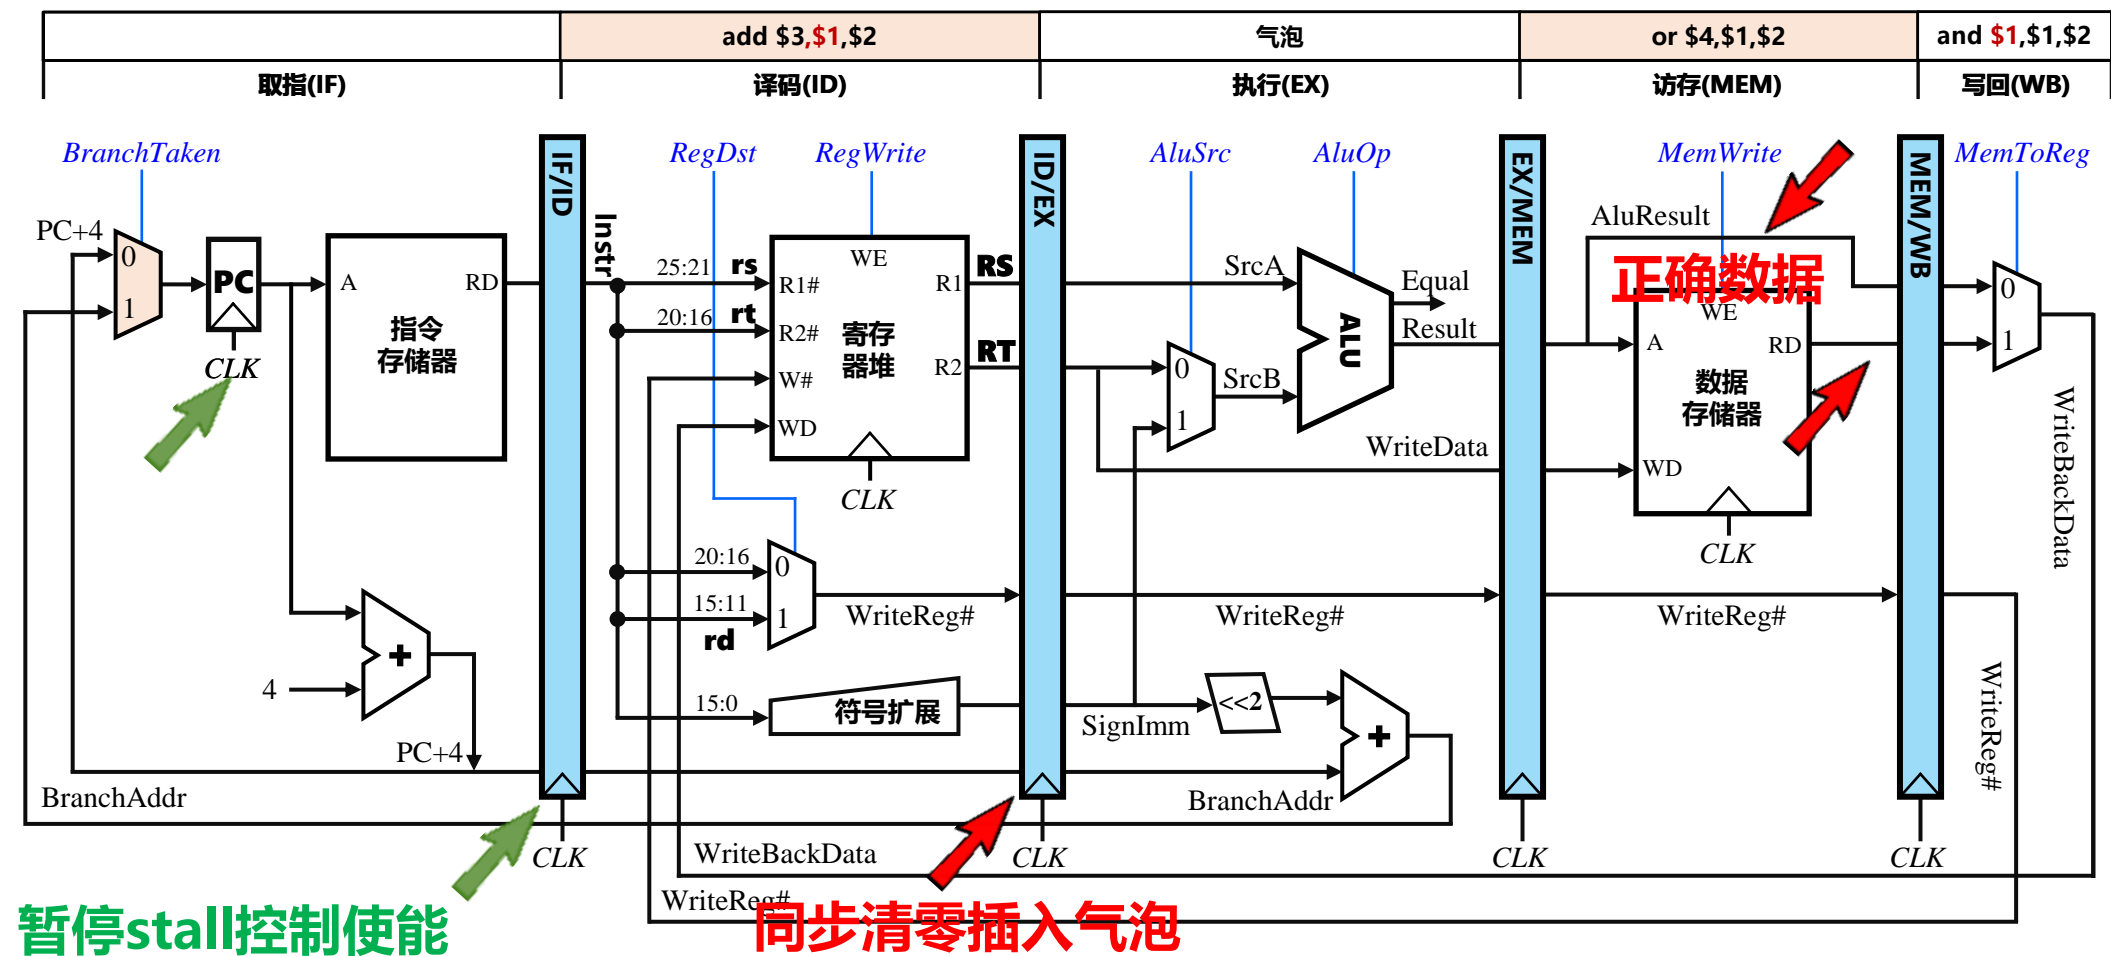 add $3,$1,$2
气泡
or $4,$1,$2
and $1,$1,$2
取指(IF)
译码(ID)
执行(EX)
访存(MEM)
写回(WB)
BranchTaken
RegDst
RegWrite
AluSrc
AluOp
MemWrite
MemToReg
IF/ID
ID/EX
EX/MEM
MEM/WB
PC+4
0
1
PC
CLK
A
RD
指令
存储器
4
+
PC+4
BranchAddr
CLK
Instr
25:21
rs
20:16
rt
WE
R1#
R2#
W#
WD
R1
R2
寄存
器堆
CLK
RS
RT
20:16
15:11
rd
0
1
WriteReg#
15:0
符号扩展
SignImm
<<2
+
BranchAddr
WriteBackData
WriteReg#
CLK
SrcA
SrcB
0
1
ALU
Equal
Result
WriteData
WriteReg#
CLK
AluResult
正确数据
WE
A
RD
WD
数据
存储器
CLK
WriteReg#
CLK
0
1
WriteBackData
WriteReg#
暂停stall控制使能
同步清零插入气泡